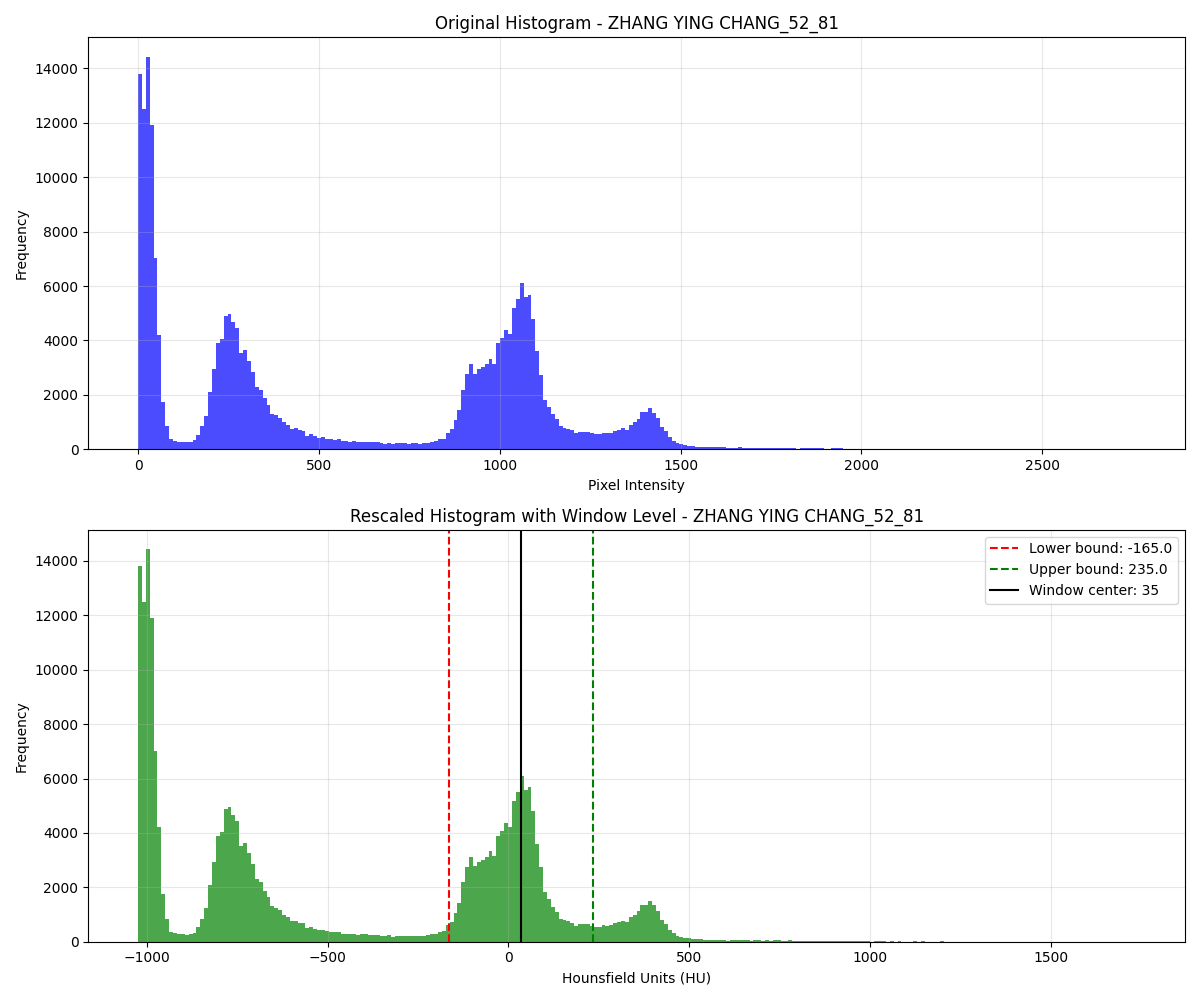 Original Histogram - ZHANG YING CHANG_52_81
14000
12000
10000
8000
6000
4000
2000
0
Frequency
0 500 1000 1500 2000 2500
Pixel Intensity
Rescaled Histogram with Window Level - ZHANG YING CHANG_52_81
Lower bound: -165.0
Upper bound: 235.0
Window center: 35
14000
12000
10000
8000
6000
4000
2000
0
Frequency
−1000 −500 0 500 1000 1500
Hounsfield Units (HU)